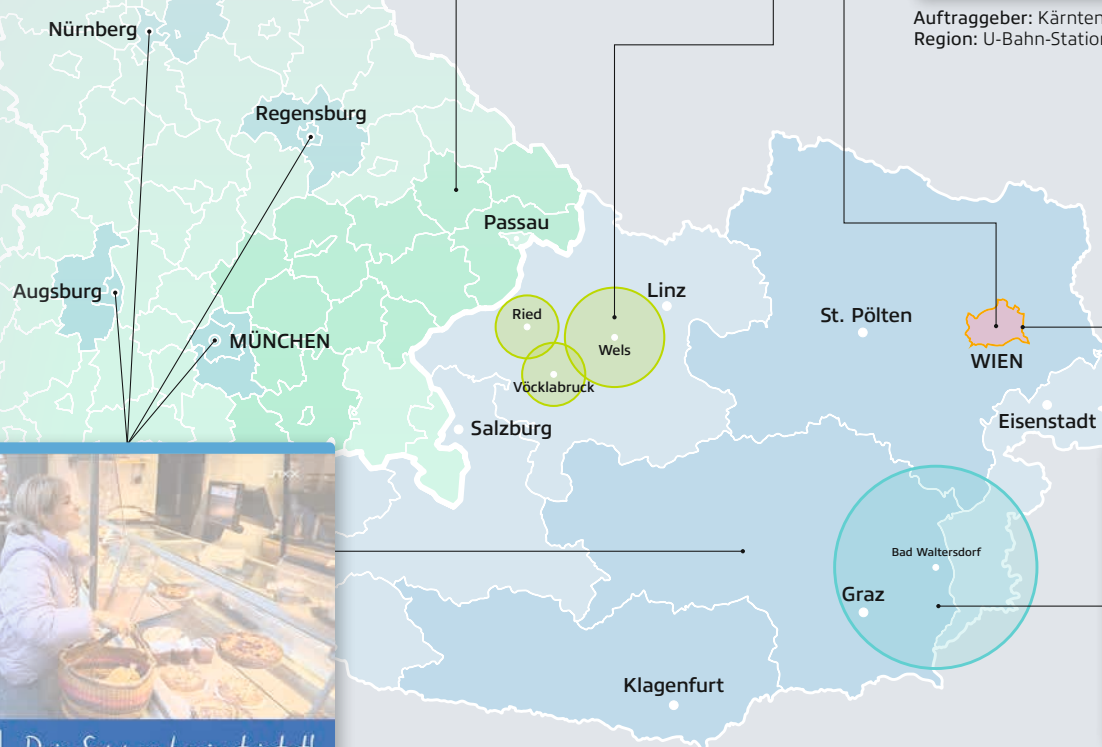 Auftraggeber: Kärnten
Region: U-Bahn-Station
Nürnberg
Regensburg
Passau
Augsburg
MÜNCHEN
Ried
Linz
Wels
Vöcklabruck
Salzburg
St. Pölten
WIEN
Eisenstadt
Bad Waltersdorf
Graz
Klagenfurt